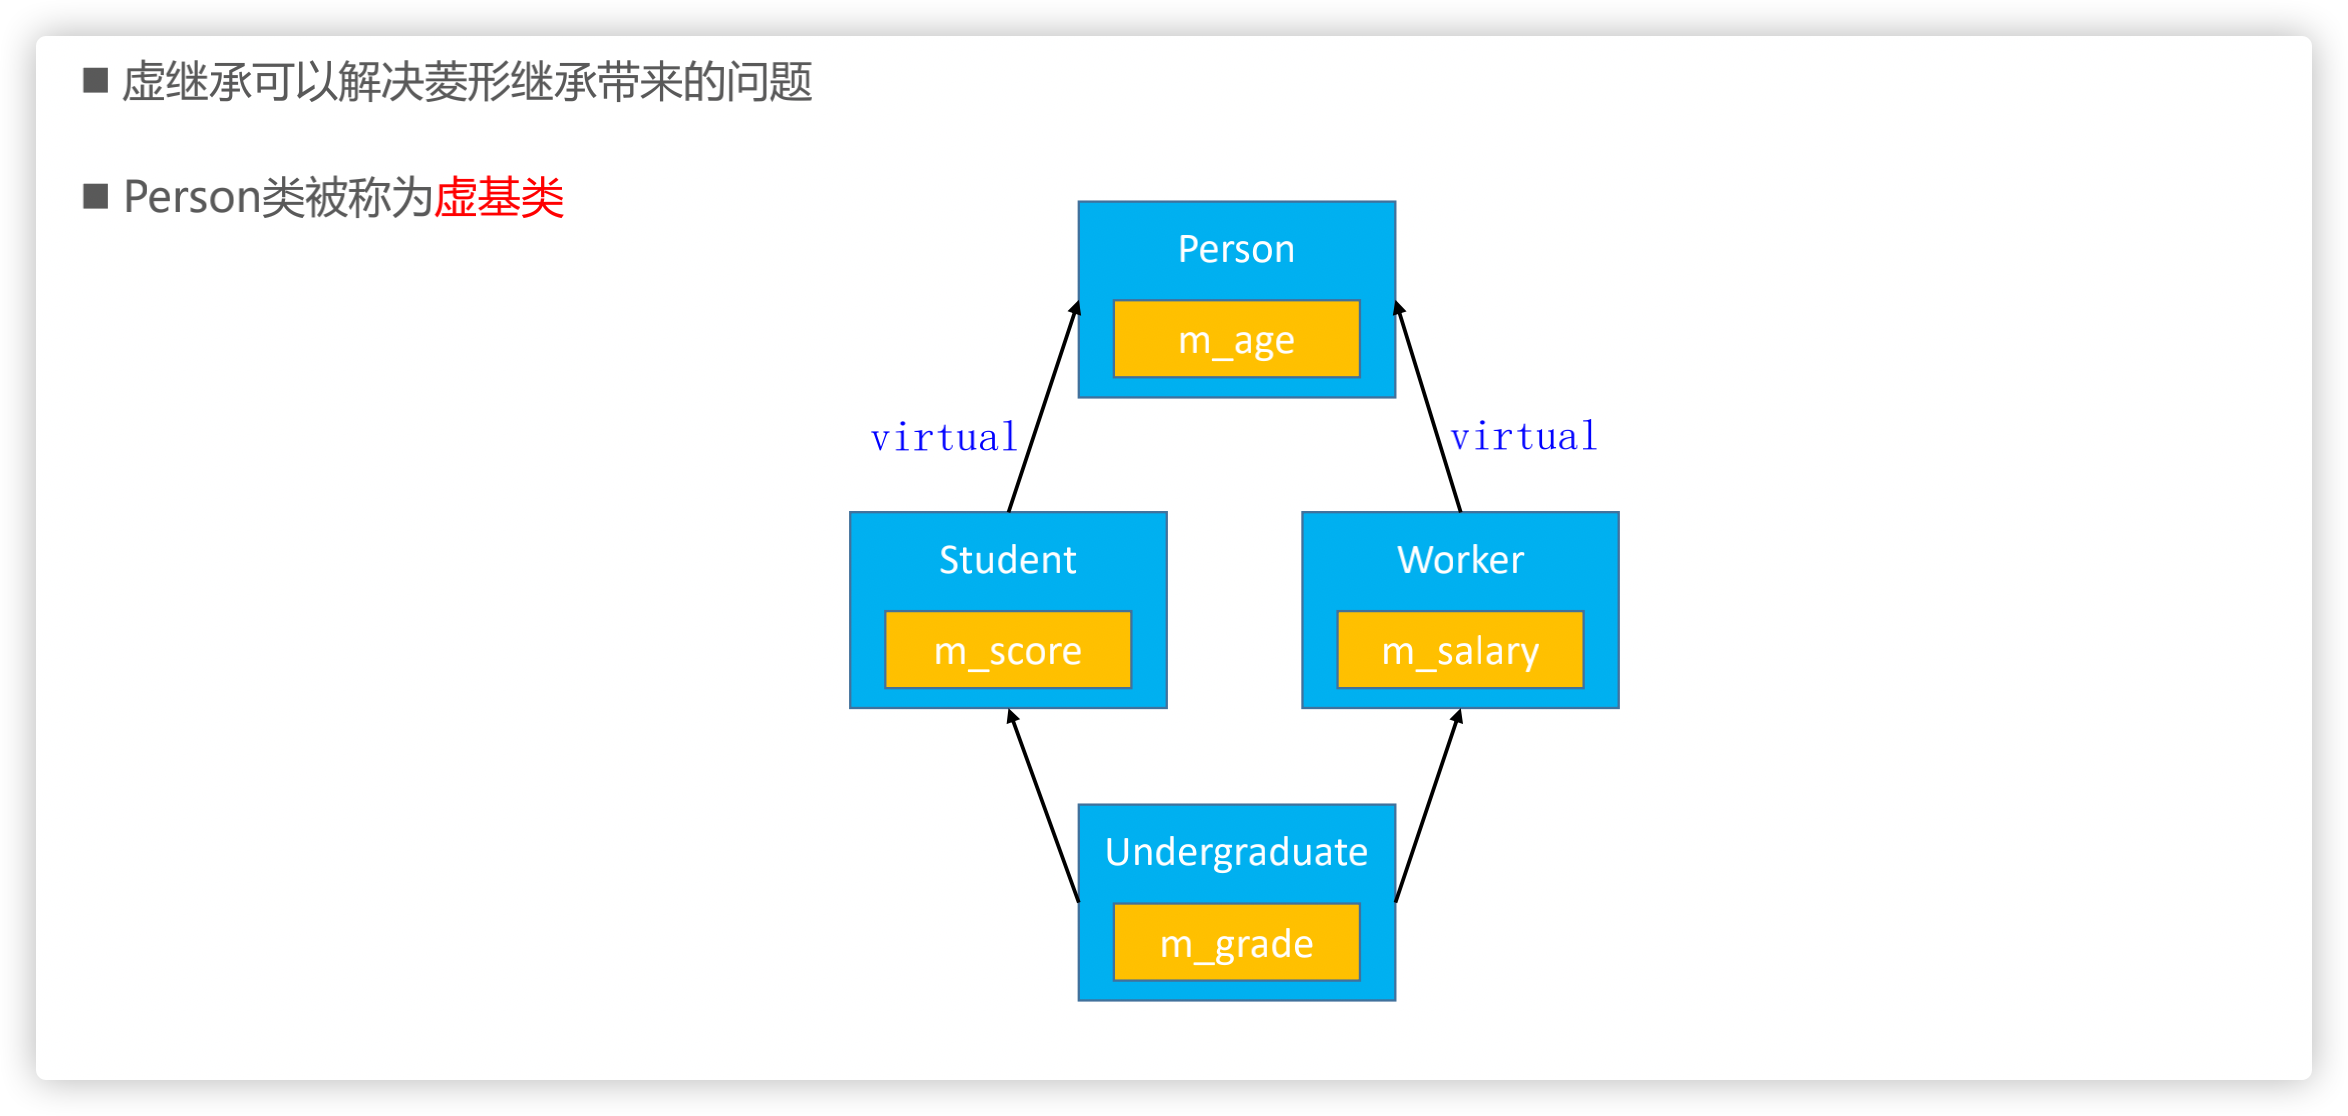 虚继承可以解决菱形继承带来的问题
Person类被称为虚基类
Person
m_age
virtual
virtual
Student
Worker
m_score
m_salary
Undergraduate
m_grade